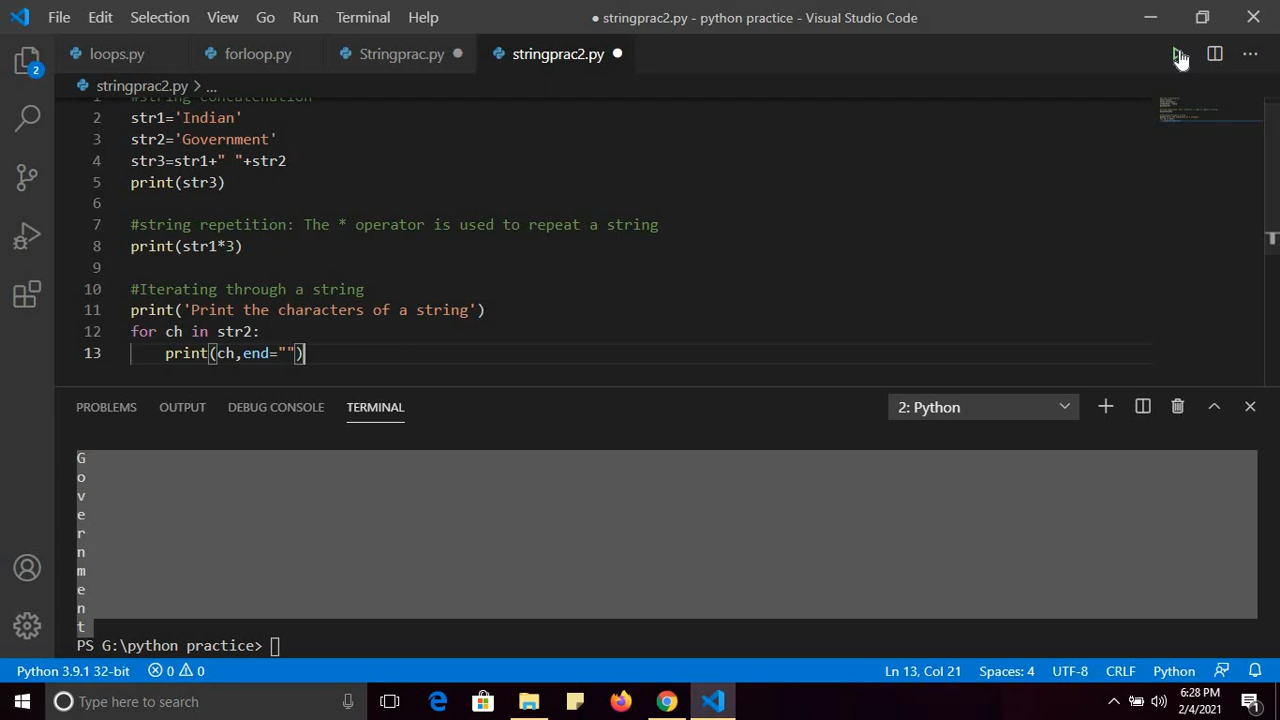 File Edit Selection View Go Run Terminal Help ● stringprac2.py - python practice - Visual Studio Code
loops.py forloop.py Stringprac.py ● stringprac2.py ●
stringprac2.py > ...
1 #string concatenation
2 str1='Indian'
3 str2='Government'
4 str3=str1+" "+str2
5 print(str3)
6
7 #string repetition: The * operator is used to repeat a string
8 print(str1*3)
9
10 #Iterating through a string
11 print('Print the characters of a string')
12 for ch in str2:
13 print(ch,end="")
2
PROBLEMS OUTPUT DEBUG CONSOLE TERMINAL 2: Python
G
o
v
e
r
n
m
e
n
t
PS G:\python practice>
Python 3.9.1 32-bit 0 0 Ln 13, Col 21 Spaces: 4 UTF-8 CRLF Python
Type here to search
6:28 PM
2/4/2021
1